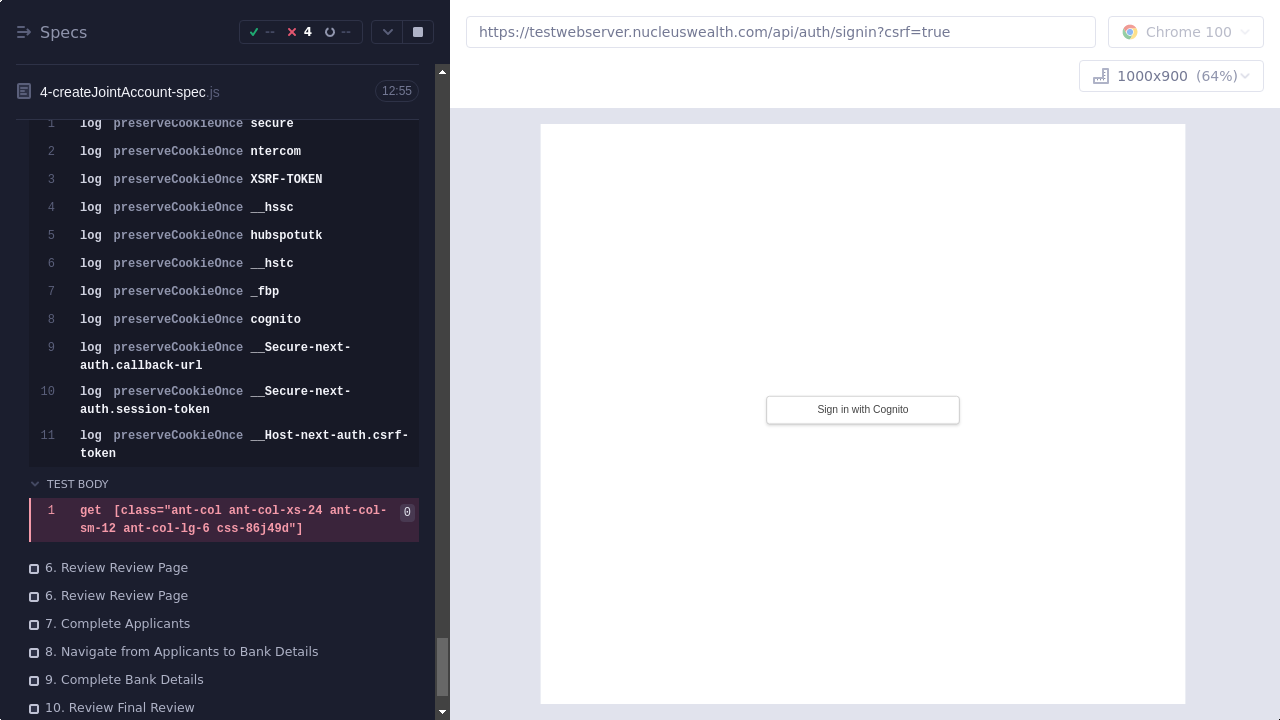 Specs
--
4
--
4-createJointAccount-spec.js
12:55
1 log preserveCookieOnce secure
2 log preserveCookieOnce ntercom
3 log preserveCookieOnce XSRF-TOKEN
4 log preserveCookieOnce __hssc
5 log preserveCookieOnce hubspotutk
6 log preserveCookieOnce __hstc
7 log preserveCookieOnce _fbp
8 log preserveCookieOnce cognito
9 log preserveCookieOnce __Secure-next-
auth.callback-url
10 log preserveCookieOnce __Secure-next-
auth.session-token
11 log preserveCookieOnce __Host-next-auth.csrf-
token
TEST BODY
1 get [class="ant-col ant-col-xs-24 ant-col-
sm-12 ant-col-lg-6 css-86j49d"] 0
6. Review Review Page
6. Review Review Page
7. Complete Applicants
8. Navigate from Applicants to Bank Details
9. Complete Bank Details
10. Review Final Review
https://testwebserver.nucleuswealth.com/api/auth/signin?csrf=true
Chrome 100
1000x900 (64%)
Sign in with Cognito